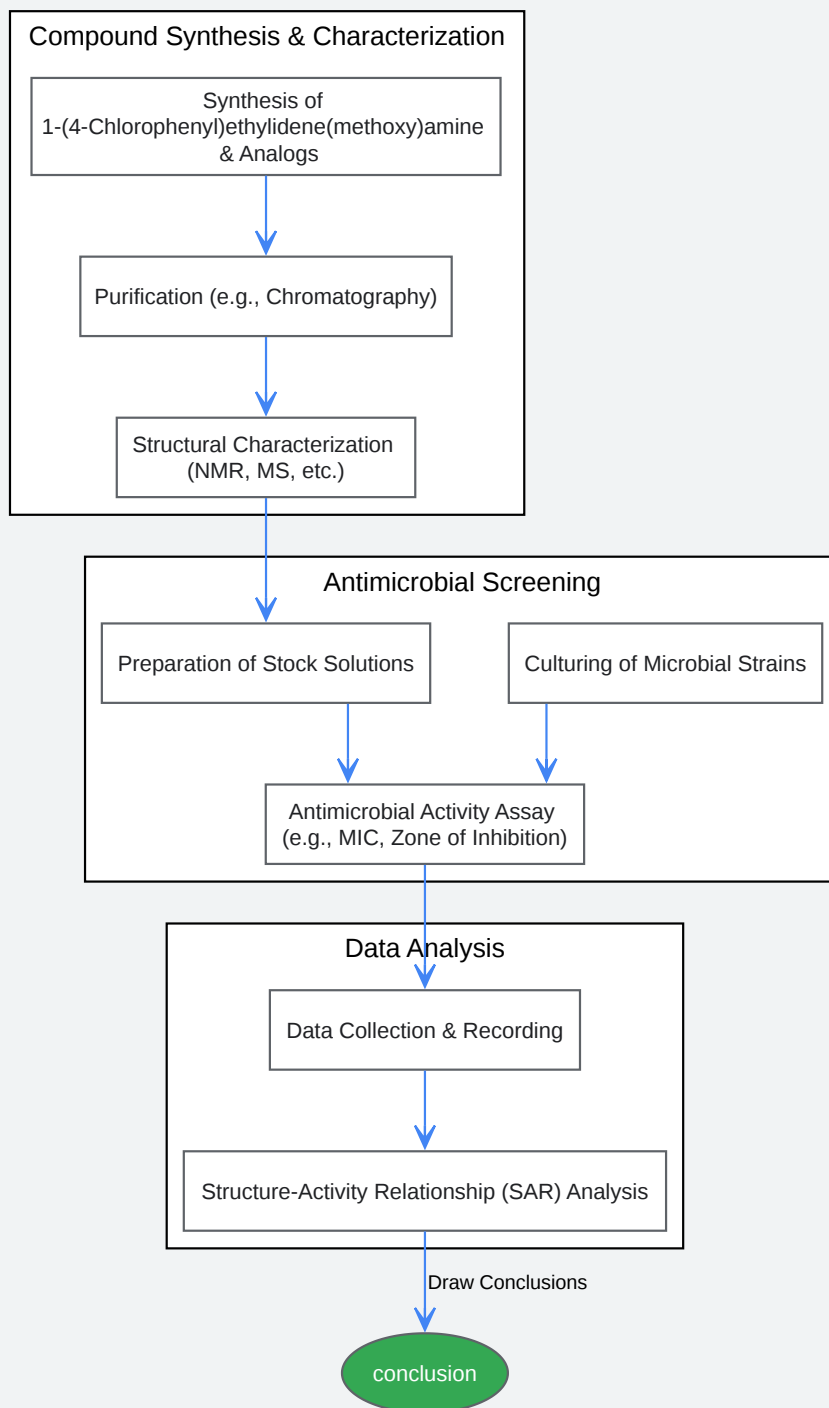 Compound Synthesis & Characterization
Synthesis of
1-(4-Chlorophenyl)ethylidene(methoxy)amine
& Analogs
Purification (e.g., Chromatography)
Structural Characterization
(NMR, MS, etc.)
Antimicrobial Screening
Preparation of Stock Solutions
Culturing of Microbial Strains
Antimicrobial Activity Assay
(e.g., MIC, Zone of Inhibition)
Data Analysis
Data Collection & Recording
Structure-Activity Relationship (SAR) Analysis
Draw Conclusions
conclusion